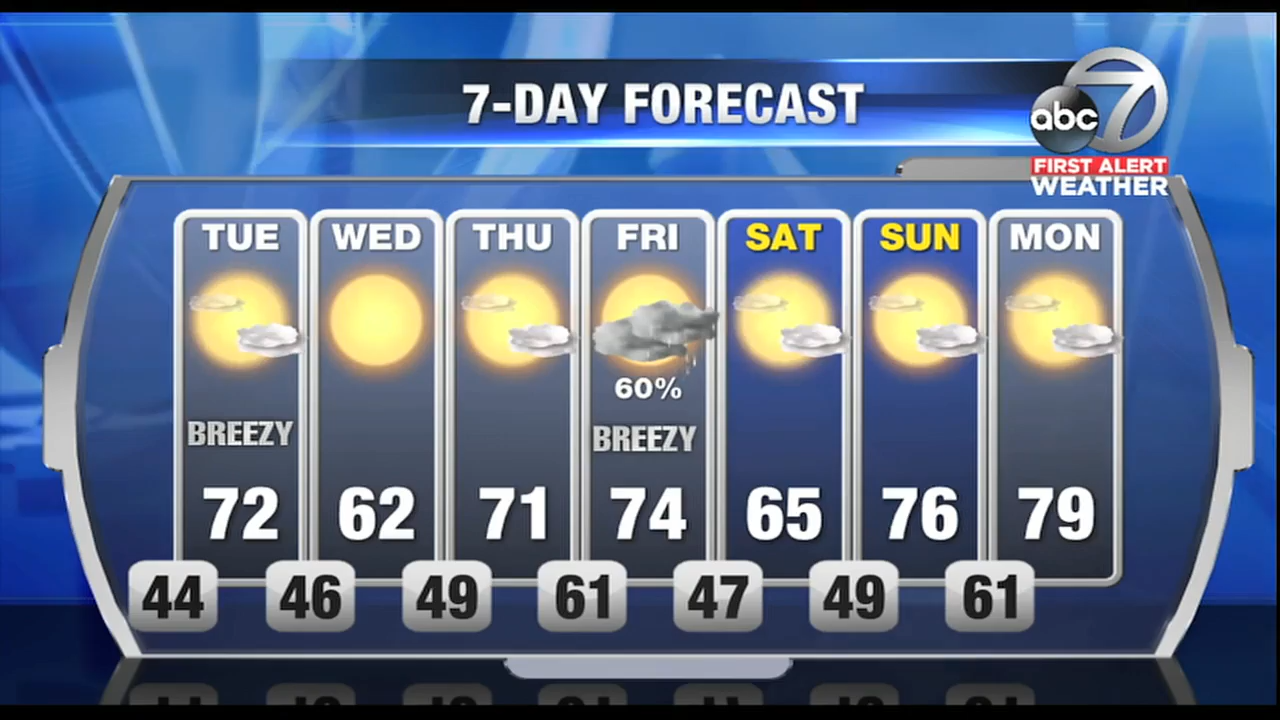 7-DAY FORECAST
abc 7
FIRST ALERT
WEATHER
TUE WED THU FRI SAT SUN MON
60%
BREEZY BREEZY
72 62 71 74 65 76 79
44 46 49 61 47 49 61